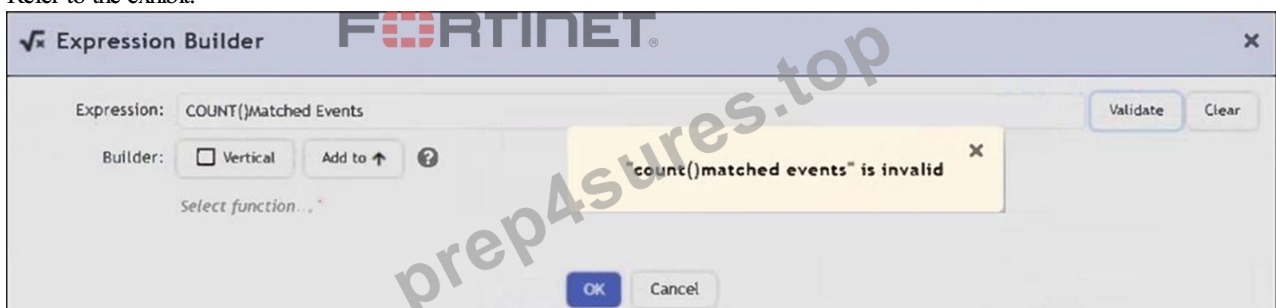 Refer to the exhibit.
Expression Builder
FORTINET®
Expression: COUNT()Matched Events Validate Clear
Builder: Vertical Add to ↑ ?
"count()matched events" is invalid
Select function...*
OK Cancel
prep4sures.top